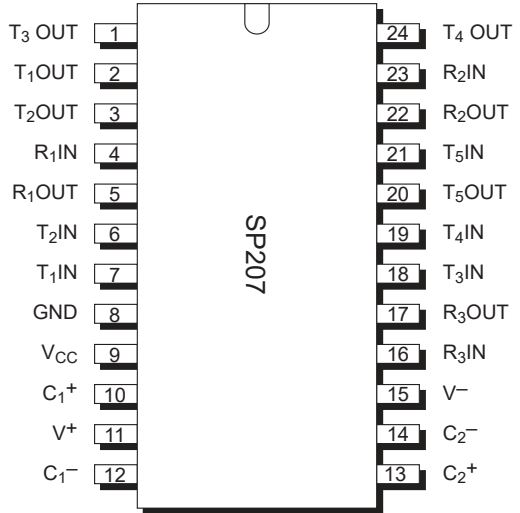 T₃ OUT 1 24 T₄ OUT
T₁OUT 2 23 R₂IN
T₂OUT 3 22 R₂OUT
R₁IN 4 21 T₅IN
R₁OUT 5 20 T₅OUT
T₂IN 6 19 T₄IN
T₁IN 7 18 T₃IN
GND 8 17 R₃OUT
V_CC 9 16 R₃IN
C₁⁺ 10 15 V⁻
V⁺ 11 14 C₂⁻
C₁⁻ 12 13 C₂⁺
SP207